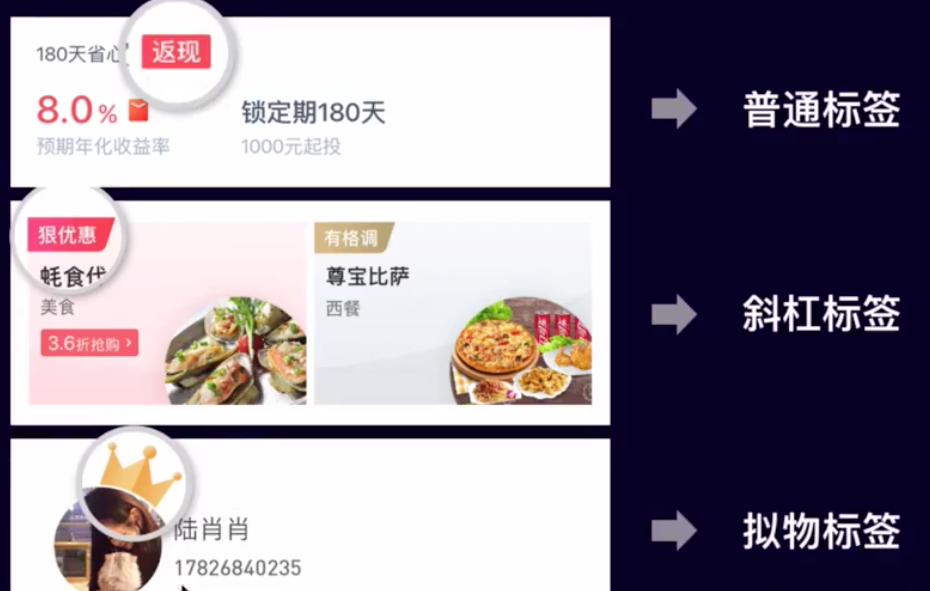 180天省心
返现
普通标签
8.0%
锁定期180天
预期年化收益率
1000元起投
狠优惠
有格调
蚝食代
尊宝比萨
美食
西餐
斜杠标签
3.6折抢购 ›
陆肖肖
拟物标签
17826840235